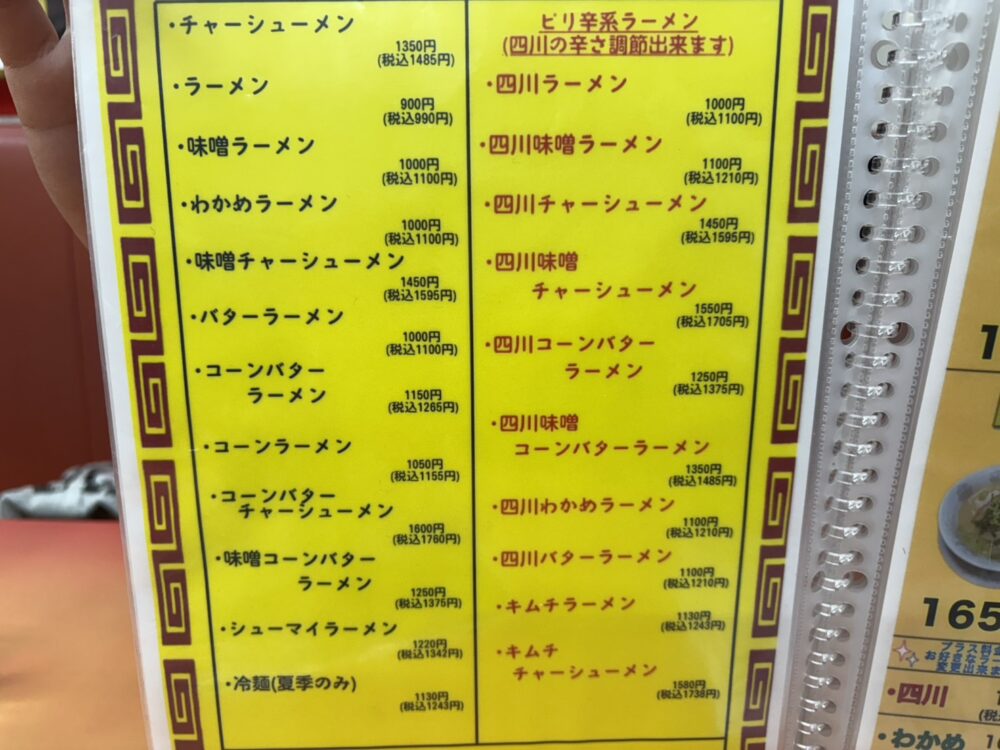 ・チャーシューメン
1350円
(税込1485円)
・ラーメン
900円
(税込990円)
・味噌ラーメン
1000円
(税込1100円)
・わかめラーメン
1000円
(税込1100円)
・味噌チャーシューメン
1450円
(税込1595円)
・バターラーメン
1000円
(税込1100円)
・コーンバター
ラーメン
1150円
(税込1265円)
・コーンラーメン
1050円
(税込1155円)
・コーンバター
チャーシューメン
1600円
(税込1760円)
・味噌コーンバター
ラーメン
1250円
(税込1375円)
・シューマイラーメン
1220円
(税込1342円)
・冷麺(夏季のみ)
1130円
(税込1243円)
ピリ辛系ラーメン
(四川の辛さ調節出来ます)
・四川ラーメン
1000円
(税込1100円)
・四川味噌ラーメン
1100円
(税込1210円)
・四川チャーシューメン
1450円
(税込1595円)
・四川味噌
チャーシューメン
1550円
(税込1705円)
・四川コーンバター
ラーメン
1250円
(税込1375円)
・四川味噌
コーンバターラーメン
1350円
(税込1485円)
・四川わかめラーメン
1100円
(税込1210円)
・四川バターラーメン
1100円
(税込1210円)
・キムチラーメン
1130円
(税込1243円)
・キムチ
チャーシューメン
1580円
(税込1738円)
165
プラス料金
お好きなラー
変更出来ま
・四川
(税
・わかめ